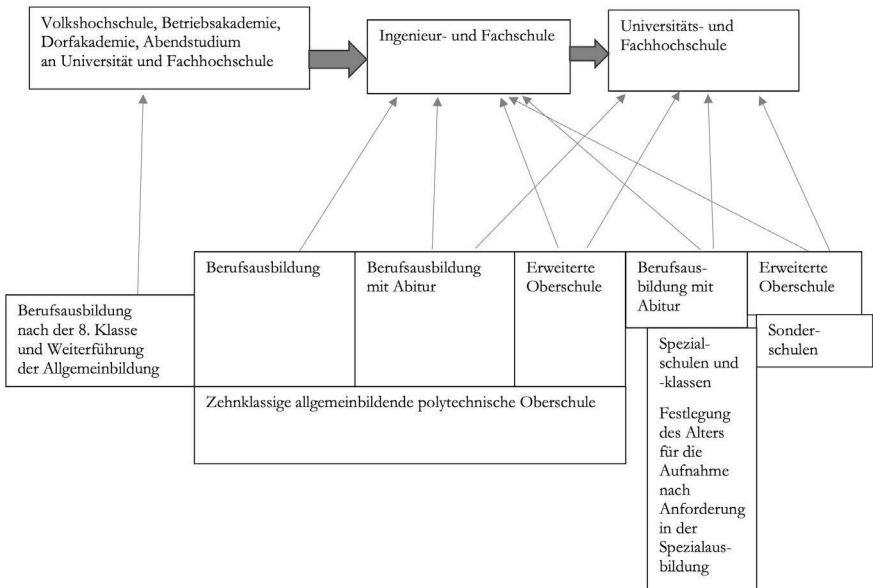 Volkshochschule, Betriebsakademie,
Dorfakademie, Abendstudium
an Universität und Fachhochschule
Ingenieur- und Fachschule
Universitäts- und
Fachhochschule
Berufsausbildung
nach der 8. Klasse
und Weiterführung
der Allgemeinbildung
Berufsausbildung
Berufsausbildung
mit Abitur
Erweiterte
Oberschule
Berufsaus-
bildung mit
Abitur
Erweiterte
Oberschule
Sonder-
schulen
Spezial-
schulen und
-klassen
Festlegung
des Alters
für die
Aufnahme
nach
Anforderung
in der
Spezialaus-
bildung
Zehnklassige allgemeinbildende polytechnische Oberschule